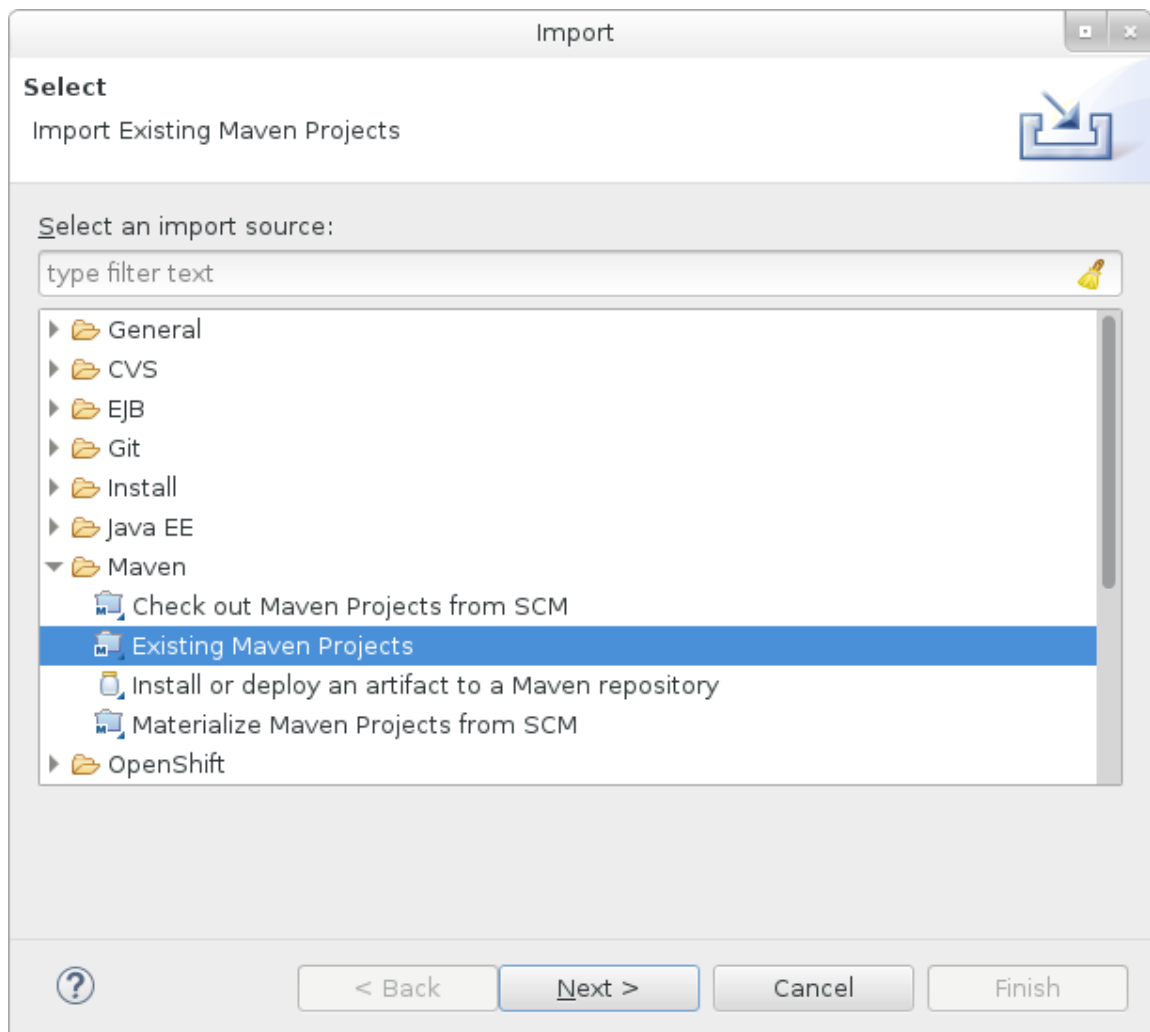 Import
Select
Import Existing Maven Projects
Select an import source:
type filter text
General
CVS
EJB
Git
Install
Java EE
Maven
Check out Maven Projects from SCM
Existing Maven Projects
Install or deploy an artifact to a Maven repository
Materialize Maven Projects from SCM
OpenShift
? < Back Next > Cancel Finish